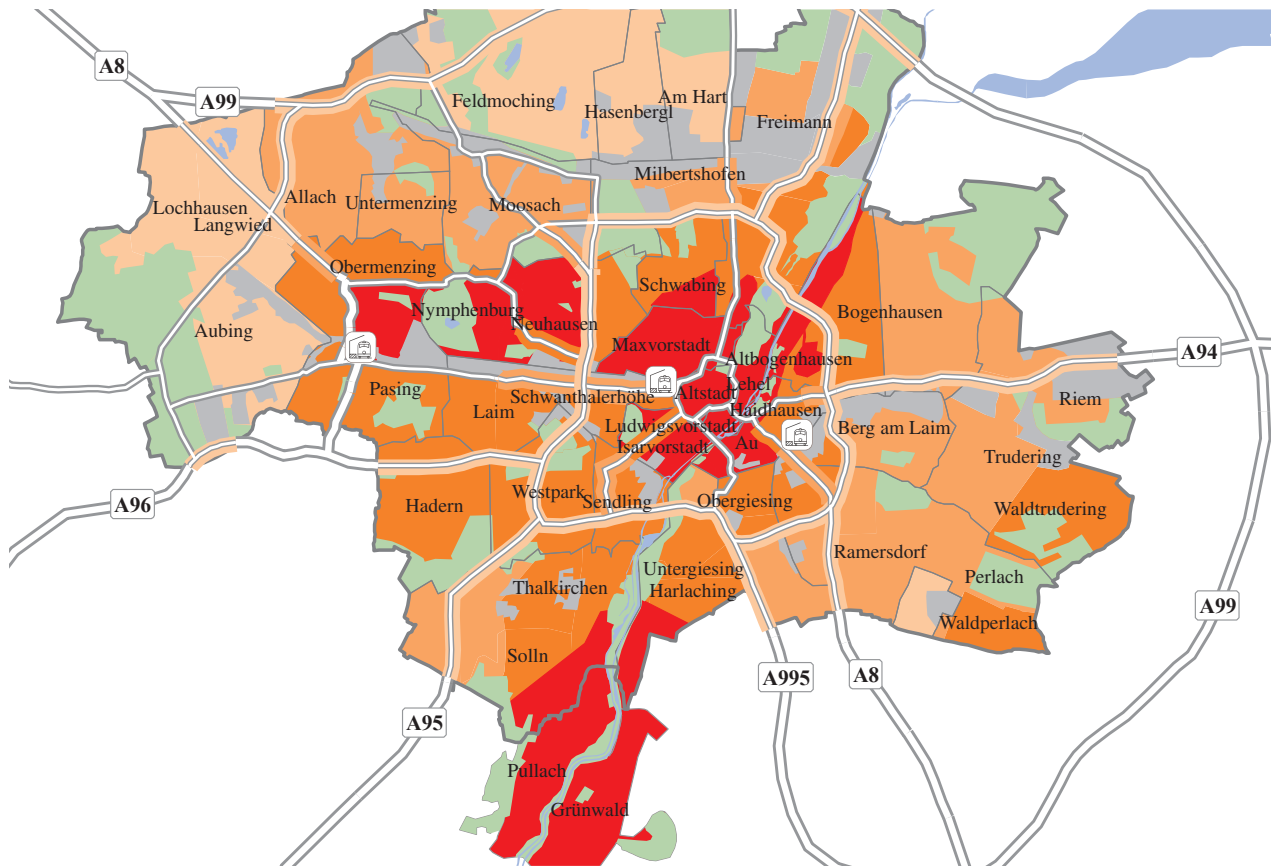 A8
A99
Feldmoching
Hasenbergl
Am Hart
Freimann
Milbertshofen
Lochhausen
Langwied
Allach
Untermenzing
Moosach
Obermenzing
Schwabing
Aubing
Nymphenburg
Neuhausen
Bogenhausen
Maxvorstadt
Altbogenhausen
A94
Pasing
Laim
Schwanthalerhöhe
Altstadt
Lehel
Haidhausen
Riem
Ludwigsvorstadt
Isarvorstadt
Au
Berg am Laim
Trudering
A96
Hadern
Westpark
Sendling
Obergiesing
Waldtrudering
Ramersdorf
Thalkirchen
Untergiesing
Harlaching
Perlach
A99
Waldperlach
Solln
A995
A8
A95
Pullach
Grünwald